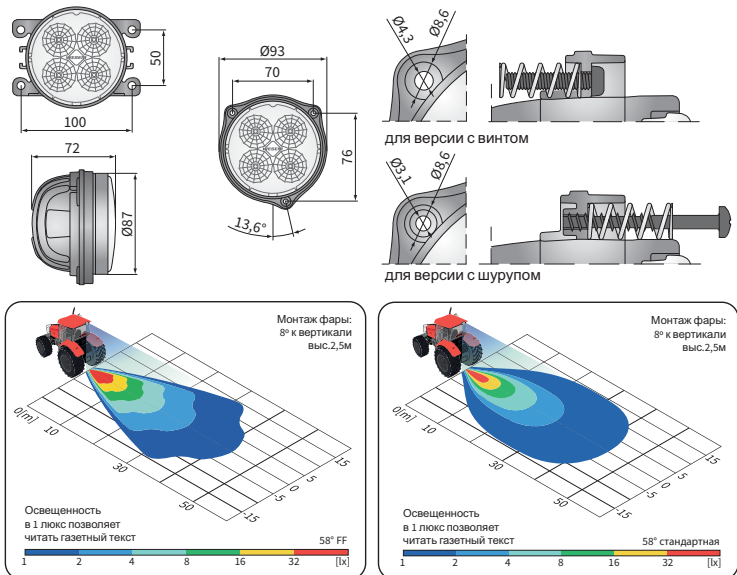 50
100
72
Ø87
Ø93
70
76
13,6°
Ø4,3
Ø8,6
для версии с винтом
Ø3,1
Ø8,6
для версии с шурупом
Монтаж фары:
8° к вертикали
выс.2,5м
0[m]
10
30
50
-15
-5
0
5
15
Освещенность
в 1 люкс позволяет
читать газетный текст
58° FF
1 2 4 8 16 32 [lx]
Монтаж фары:
8° к вертикали
выс.2,5м
0[m]
10
30
50
-15
-5
0
5
15
Освещенность
в 1 люкс позволяет
читать газетный текст
58° стандартная
1 2 4 8 16 32 [lx]